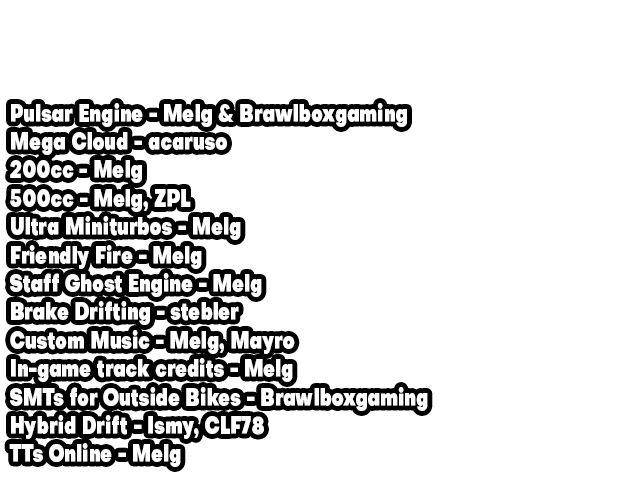 Pulsar Engine - Melg & Brawlboxgaming
Mega Cloud - acaruso
200cc - Melg
500cc - Melg, ZPL
Ultra Miniturbos - Melg
Friendly Fire - Melg
Staff Ghost Engine - Melg
Brake Drifting - stebler
Custom Music - Melg, Mayro
In-game track credits - Melg
SMTs for Outside Bikes - Brawlboxgaming
Hybrid Drift - Ismy, CLF78
TTs Online - Melg